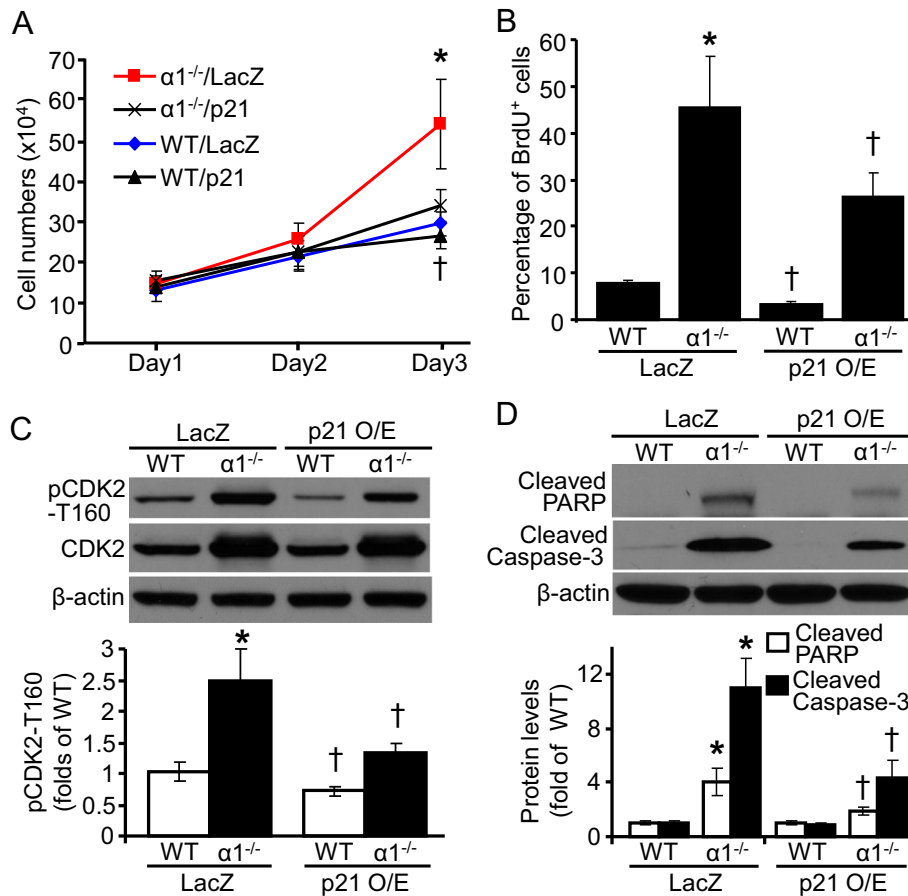 A
Cell numbers (x10⁴)
70
60
50
40
30
20
10
0
*
†
α1⁻/⁻/LacZ
α1⁻/⁻/p21
WT/LacZ
WT/p21
Day1 Day2 Day3
B
Percentage of BrdU⁺ cells
60
50
40
30
20
10
0
*
†
†
WT α1⁻/⁻ WT α1⁻/⁻
LacZ p21 O/E
C
LacZ p21 O/E
WT α1⁻/⁻ WT α1⁻/⁻
pCDK2
-T160
CDK2
β-actin
pCDK2-T160
(folds of WT)
3
2.5
2
1.5
1
0.5
0
*
†
†
WT α1⁻/⁻ WT α1⁻/⁻
LacZ p21 O/E
D
LacZ p21 O/E
WT α1⁻/⁻ WT α1⁻/⁻
Cleaved
PARP
Cleaved
Caspase-3
β-actin
Protein levels
(fold of WT)
12
8
4
0
Cleaved
PARP
Cleaved
Caspase-3
*
*
†
†
WT α1⁻/⁻ WT α1⁻/⁻
LacZ p21 O/E